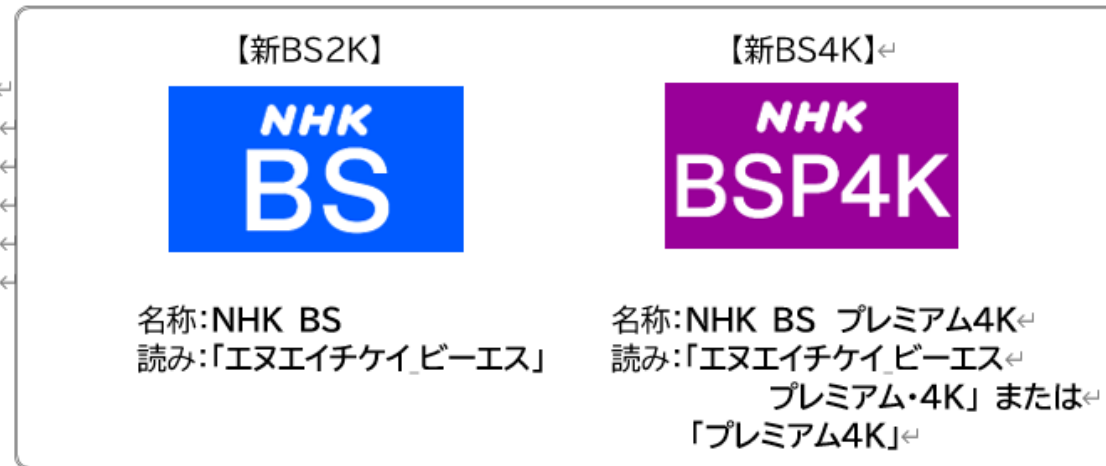 【新BS2K】
NHK
BS
名称:NHK BS
読み:「エヌエイチケイ ビーエス」
【新BS4K】
NHK
BSP4K
名称:NHK BS プレミアム4K
読み:「エヌエイチケイ ビーエス
プレミアム・4K」または
「プレミアム4K」